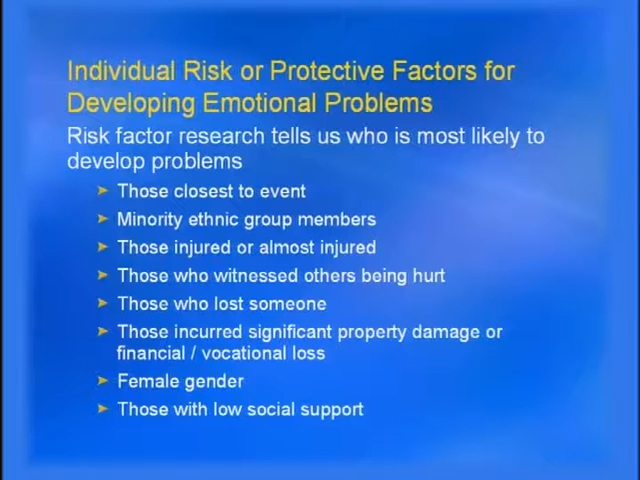 Individual Risk or Protective Factors for
Developing Emotional Problems
Risk factor research tells us who is most likely to
develop problems
Those closest to event
Minority ethnic group members
Those injured or almost injured
Those who witnessed others being hurt
Those who lost someone
Those incurred significant property damage or
financial / vocational loss
Female gender
Those with low social support